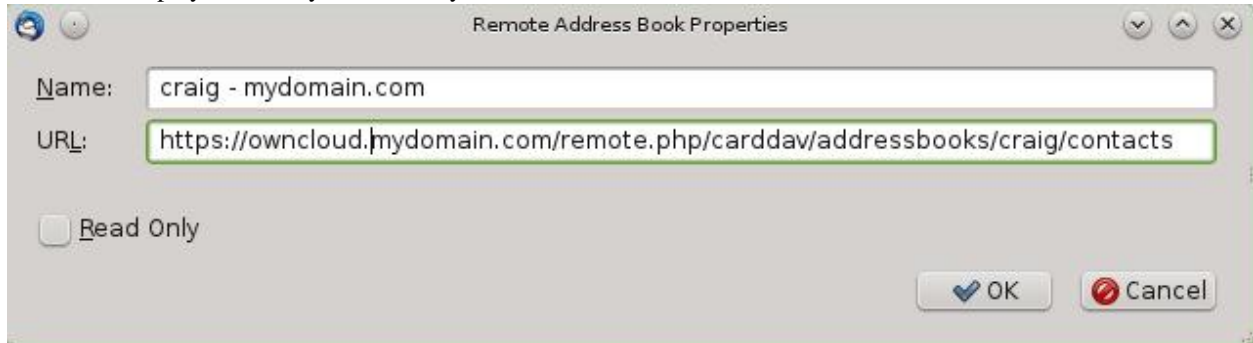 Remote Address Book Properties
Name: craig - mydomain.com
URL: https://owncloud.mydomain.com/remote.php/carddav/addressbooks/craig/contacts
Read Only
OK Cancel